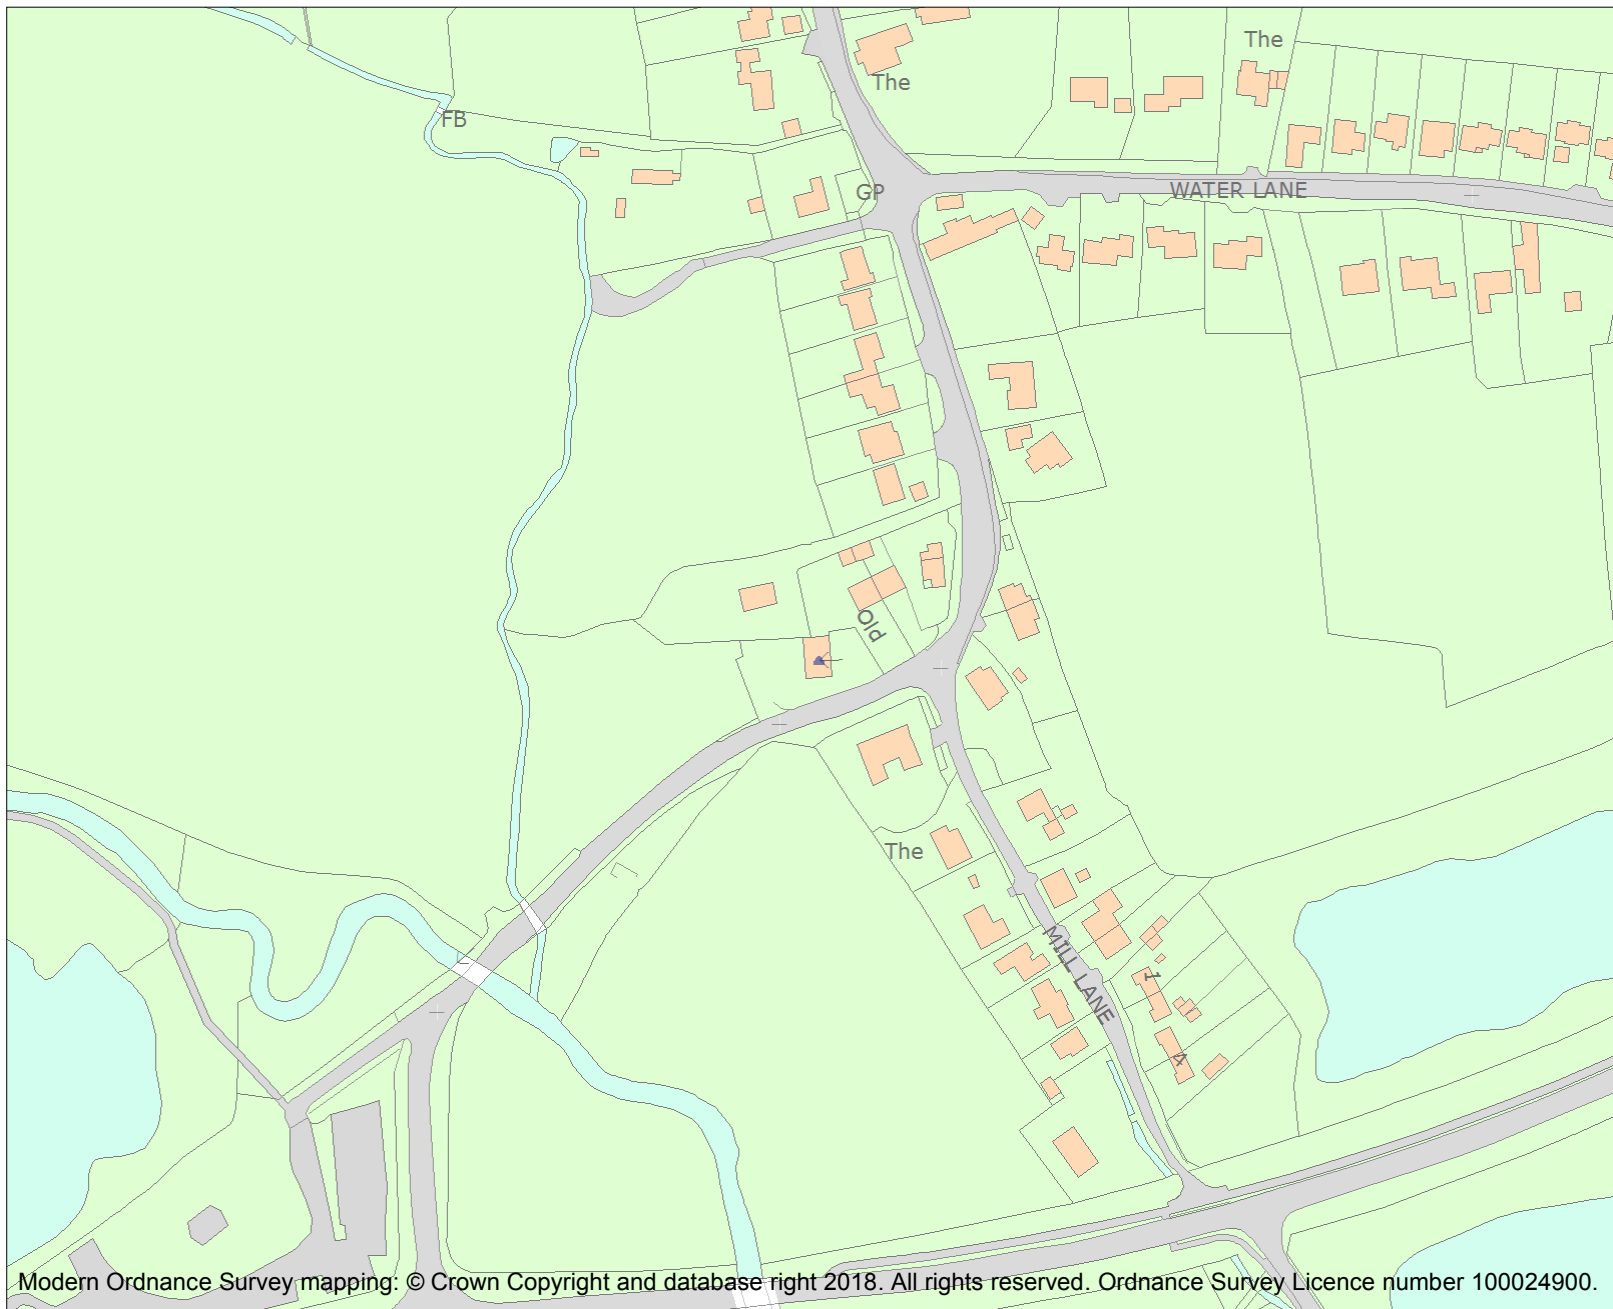 The
The
FB
GP
WATER LANE
Old
The
MILL LANE
1
4
Modern Ordnance Survey mapping: © Crown Copyright and database right 2018. All rights reserved. Ordnance Survey Licence number 100024900.